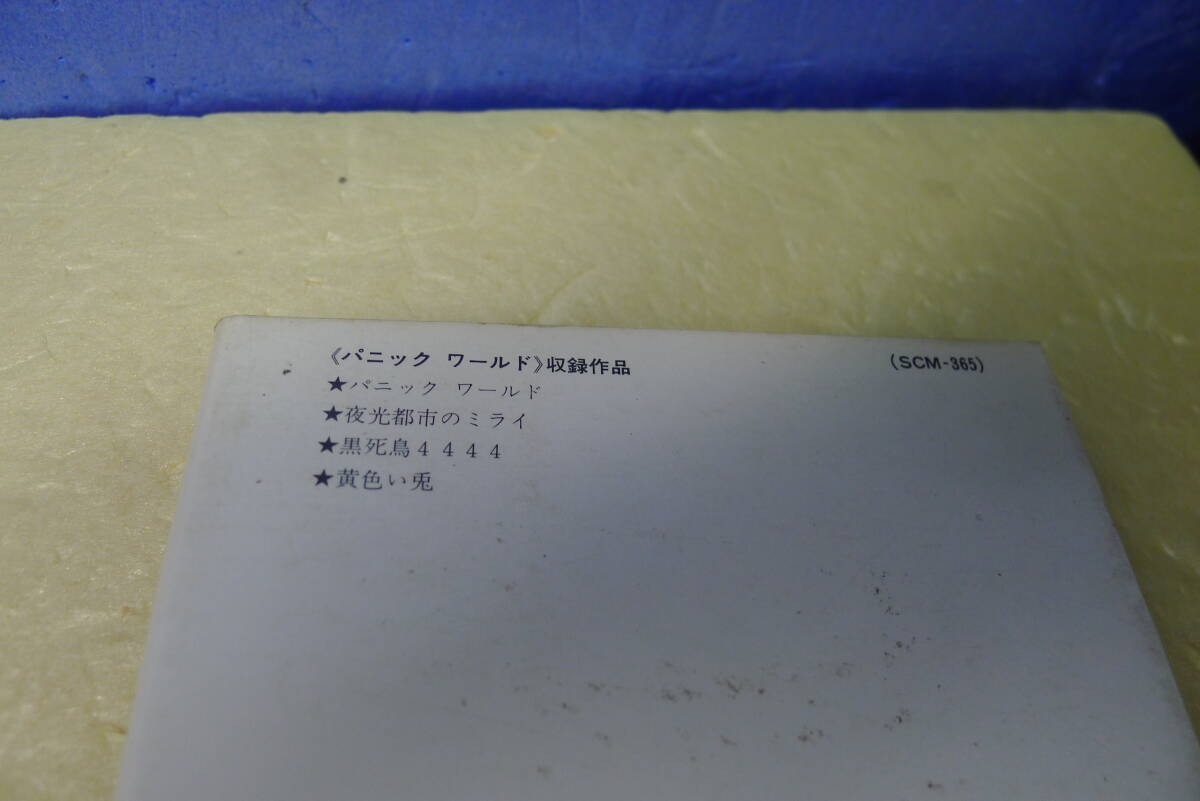 《パニック ワールド》収録作品 (SCM-365)
★パニック ワールド
★夜光都市のミライ
★黒死鳥4444
★黄色い兎